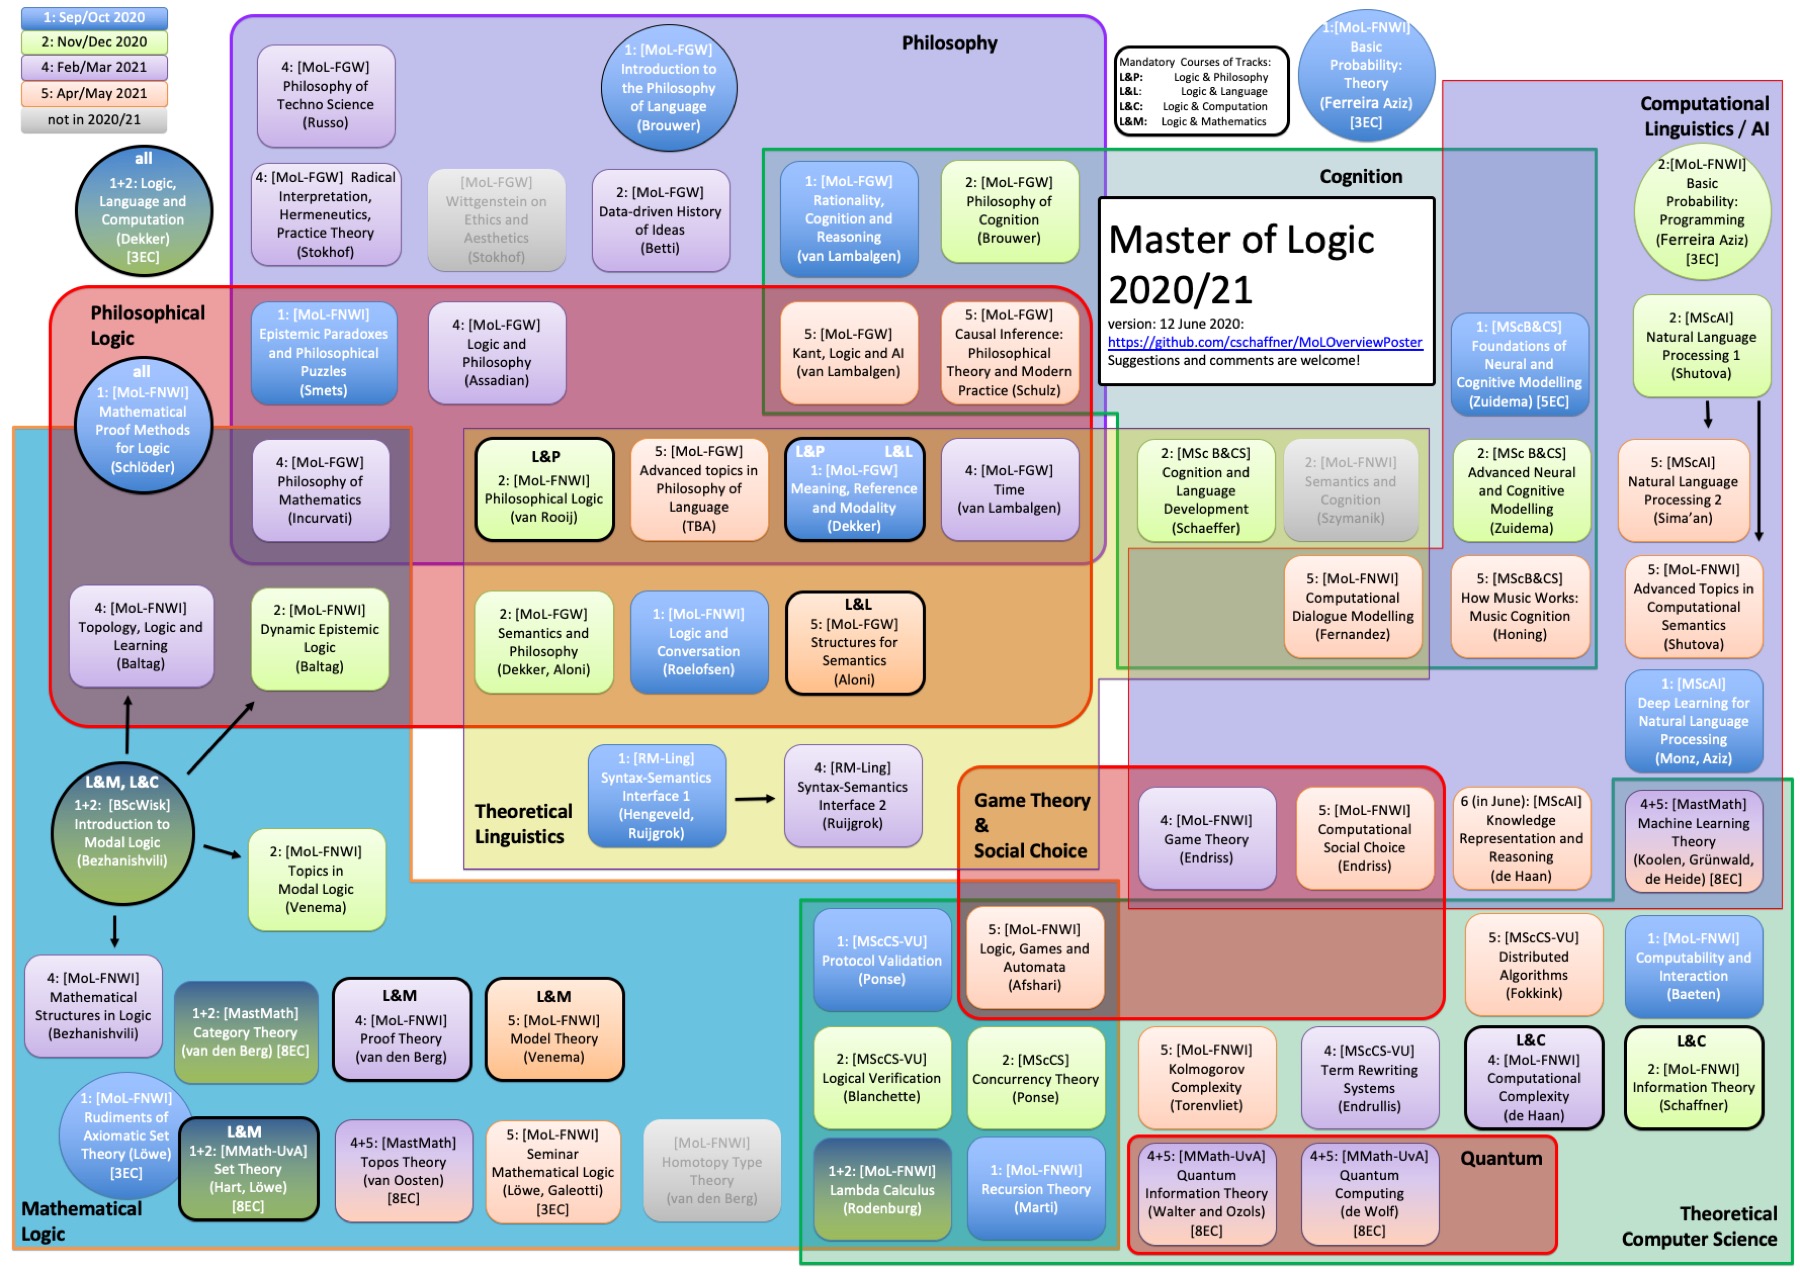 1: Sep/Oct 2020
2: Nov/Dec 2020
4: Feb/Mar 2021
5: Apr/May 2021
not in 2020/21
Philosophy
4: [MoL-FGW]
Philosophy of
Techno Science
(Russo)
1: [MoL-FGW]
Introduction to
the Philosophy
of Language
(Brouwer)
Mandatory Courses of Tracks:
L&P: Logic & Philosophy
L&L: Logic & Language
L&C: Logic & Computation
L&M: Logic & Mathematics
1:[MoL-FNWI]
Basic
Probability:
Theory
(Ferreira Aziz)
[3EC]
Computational
Linguistics / AI
all
1+2: Logic,
Language and
Computation
(Dekker)
[3EC]
4: [MoL-FGW] Radical
Interpretation,
Hermeneutics,
Practice Theory
(Stokhof)
[MoL-FGW]
Wittgenstein on
Ethics and
Aesthetics
(Stokhof)
2: [MoL-FGW]
Data-driven History
of Ideas
(Betti)
1: [MoL-FGW]
Rationality,
Cognition and
Reasoning
(van Lambalgen)
2: [MoL-FGW]
Philosophy of
Cognition
(Brouwer)
Cognition
2:[MoL-FNWI]
Basic
Probability:
Programming
(Ferreira Aziz)
[3EC]
Master of Logic
2020/21
version: 12 June 2020:
https://github.com/cschaffner/MoLOverviewPoster
Suggestions and comments are welcome!
Philosophical
Logic
1: [MoL-FNWI]
Epistemic Paradoxes
and Philosophical
Puzzles
(Smets)
4: [MoL-FGW]
Logic and
Philosophy
(Assadian)
5: [MoL-FGW]
Kant, Logic and AI
(van Lambalgen)
5: [MoL-FGW]
Causal Inference:
Philosophical
Theory and Modern
Practice (Schulz)
1: [MScB&CS]
Foundations of
Neural and
Cognitive Modelling
(Zuidema) [5EC]
2: [MScAI]
Natural Language
Processing 1
(Shutova)
all
1: [MoL-FNWI]
Mathematical
Proof Methods
for Logic
(Schlöder)
4: [MoL-FGW]
Philosophy of
Mathematics
(Incurvati)
L&P
2: [MoL-FNWI]
Philosophical Logic
(van Rooij)
5: [MoL-FGW]
Advanced topics in
Philosophy of
Language
(TBA)
L&P L&L
1: [MoL-FGW]
Meaning, Reference
and Modality
(Dekker)
4: [MoL-FGW]
Time
(van Lambalgen)
2: [MSc B&CS]
Cognition and
Language
Development
(Schaeffer)
2: [MoL-FNWI]
Semantics and
Cognition
(Szymanik)
2: [MSc B&CS]
Advanced Neural
and Cognitive
Modelling
(Zuidema)
5: [MScAI]
Natural Language
Processing 2
(Sima'an)
4: [MoL-FNWI]
Topology, Logic and
Learning
(Baltag)
2: [MoL-FNWI]
Dynamic Epistemic
Logic
(Baltag)
2: [MoL-FGW]
Semantics and
Philosophy
(Dekker, Aloni)
1: [MoL-FNWI]
Logic and
Conversation
(Roelofsen)
L&L
5: [MoL-FGW]
Structures for
Semantics
(Aloni)
5: [MoL-FNWI]
Computational
Dialogue Modelling
(Fernandez)
5: [MScB&CS]
How Music Works:
Music Cognition
(Honing)
5: [MoL-FNWI]
Advanced Topics in
Computational
Semantics
(Shutova)
1: [MScAI]
Deep Learning for
Natural Language
Processing
(Monz, Aziz)
L&M, L&C
1+2: [BScWisk]
Introduction to
Modal Logic
(Bezhanishvili)
Theoretical
Linguistics
1: [RM-Ling]
Syntax-Semantics
Interface 1
(Hengeveld,
Ruijgrok)
4: [RM-Ling]
Syntax-Semantics
Interface 2
(Ruijgrok)
Game Theory
&
Social Choice
4: [MoL-FNWI]
Game Theory
(Endriss)
5: [MoL-FNWI]
Computational
Social Choice
(Endriss)
6 (in June): [MScAI]
Knowledge
Representation and
Reasoning
(de Haan)
4+5: [MastMath]
Machine Learning
Theory
(Koolen, Grünwald,
de Heide) [8EC]
2: [MoL-FNWI]
Topics in
Modal Logic
(Venema)
1: [MScCS-VU]
Protocol Validation
(Ponse)
5: [MoL-FNWI]
Logic, Games and
Automata
(Afshari)
5: [MScCS-VU]
Distributed
Algorithms
(Fokkink)
1: [MoL-FNWI]
Computability and
Interaction
(Baeten)
4: [MoL-FNWI]
Mathematical
Structures in Logic
(Bezhanishvili)
1+2: [MastMath]
Category Theory
(van den Berg) [8EC]
L&M
4: [MoL-FNWI]
Proof Theory
(van den Berg)
L&M
5: [MoL-FNWI]
Model Theory
(Venema)
2: [MScCS-VU]
Logical Verification
(Blanchette)
2: [MScCS]
Concurrency Theory
(Ponse)
5: [MoL-FNWI]
Kolmogorov
Complexity
(Torenvliet)
4: [MScCS-VU]
Term Rewriting
Systems
(Endrullis)
L&C
4: [MoL-FNWI]
Computational
Complexity
(de Haan)
L&C
2: [MoL-FNWI]
Information Theory
(Schaffner)
1: [MoL-FNWI]
Rudiments of
Axiomatic Set
Theory (Löwe)
[3EC]
L&M
1+2: [MMath-UvA]
Set Theory
(Hart, Löwe)
[8EC]
4+5: [MastMath]
Topos Theory
(van Oosten)
[8EC]
5: [MoL-FNWI]
Seminar
Mathematical Logic
(Löwe, Galeotti)
[3EC]
[MoL-FNWI]
Homotopy Type
Theory
(van den Berg)
1+2: [MoL-FNWI]
Lambda Calculus
(Rodenburg)
1: [MoL-FNWI]
Recursion Theory
(Marti)
4+5: [MMath-UvA]
Quantum
Information Theory
(Walter and Ozols)
[8EC]
4+5: [MMath-UvA]
Quantum
Computing
(de Wolf)
[8EC]
Quantum
Mathematical
Logic
Theoretical
Computer Science